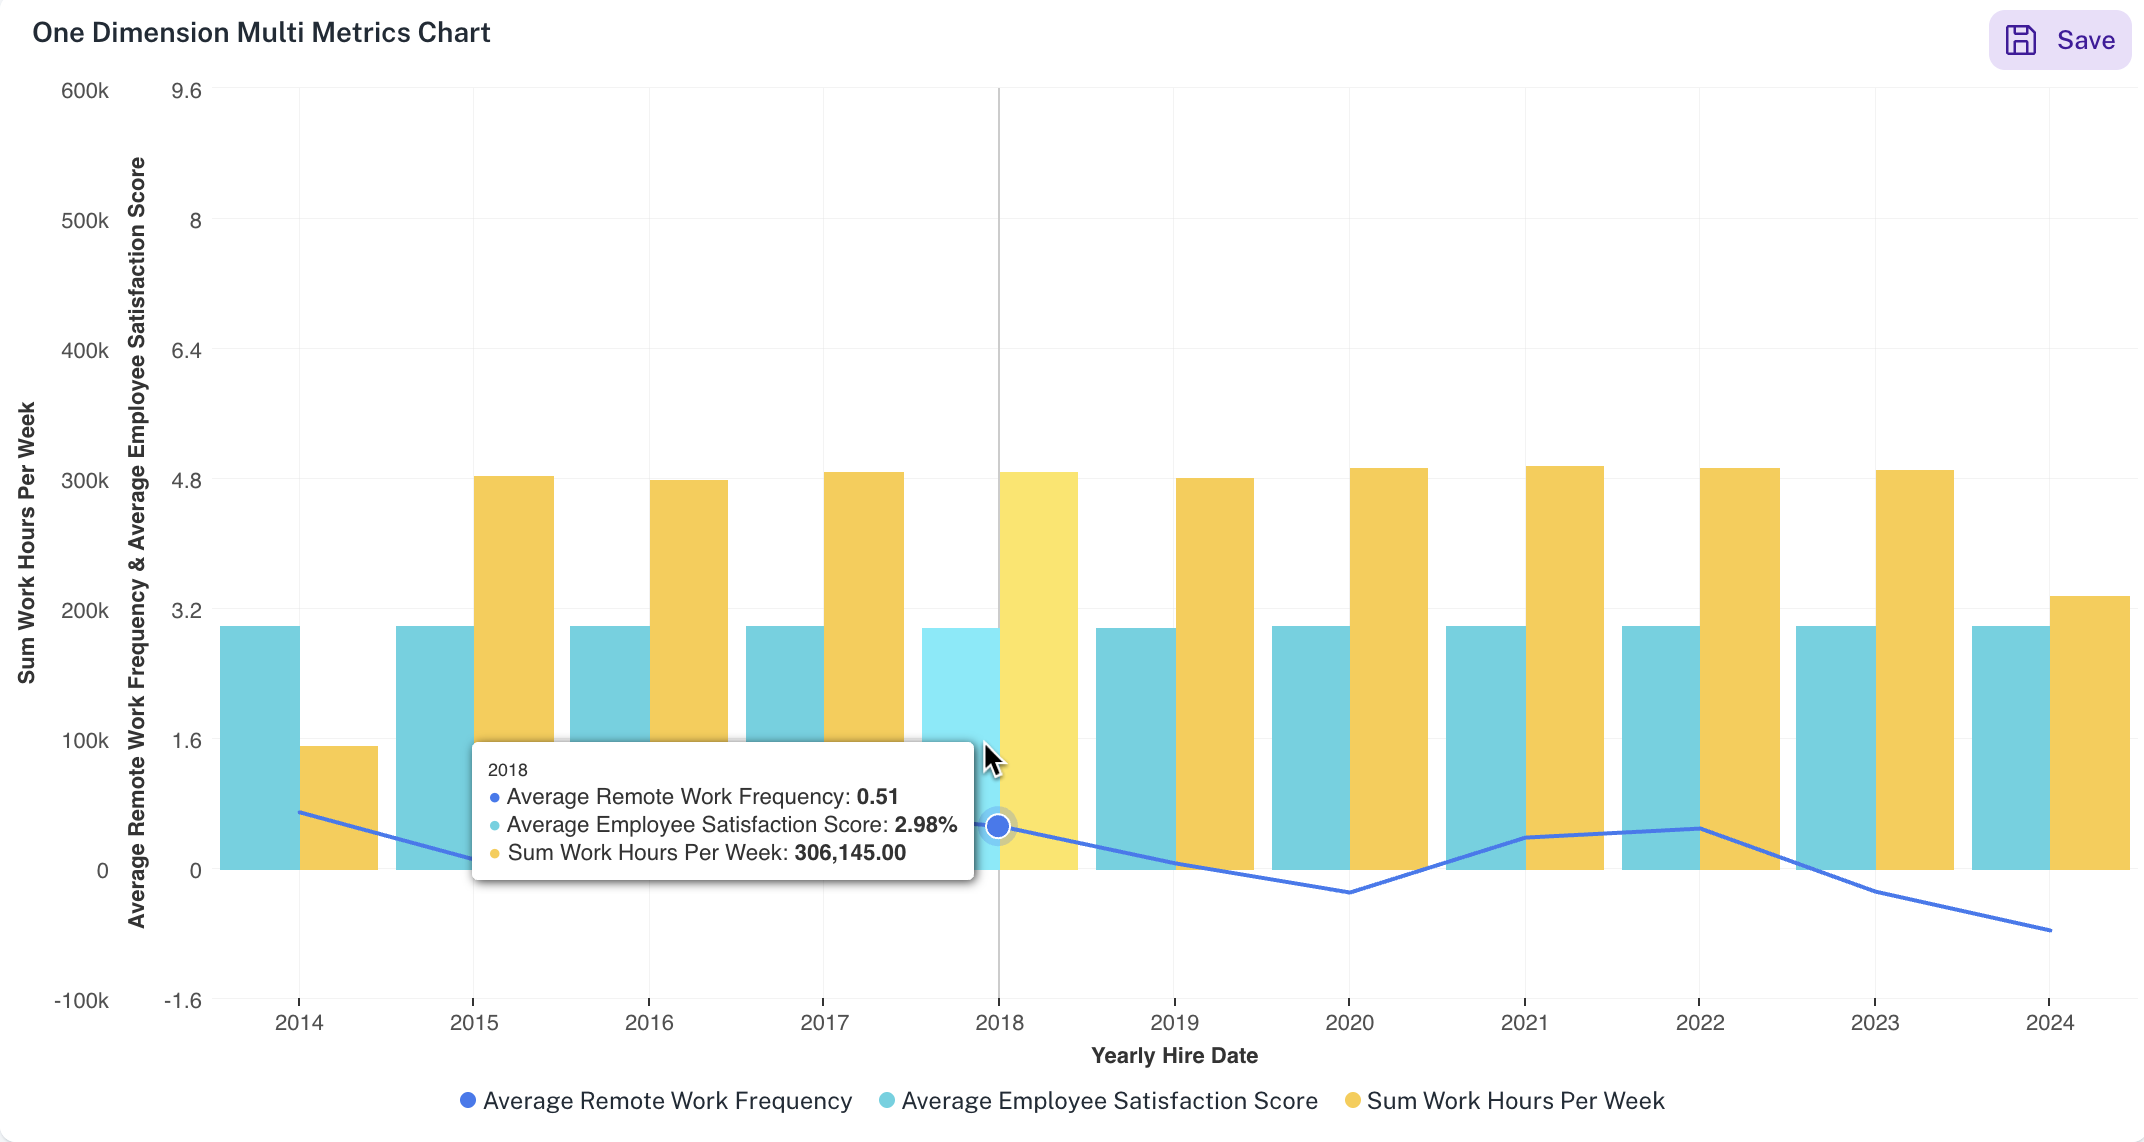 One Dimension Multi Metrics Chart
Save
Sum Work Hours Per Week
600k
500k
400k
300k
200k
100k
0
-100k
Average Remote Work Frequency & Average Employee Satisfaction Score
9.6
8
6.4
4.8
3.2
1.6
0
-1.6
2018
Average Remote Work Frequency: 0.51
Average Employee Satisfaction Score: 2.98%
Sum Work Hours Per Week: 306,145.00
2014 2015 2016 2017 2018 2019 2020 2021 2022 2023 2024
Yearly Hire Date
Average Remote Work Frequency Average Employee Satisfaction Score Sum Work Hours Per Week